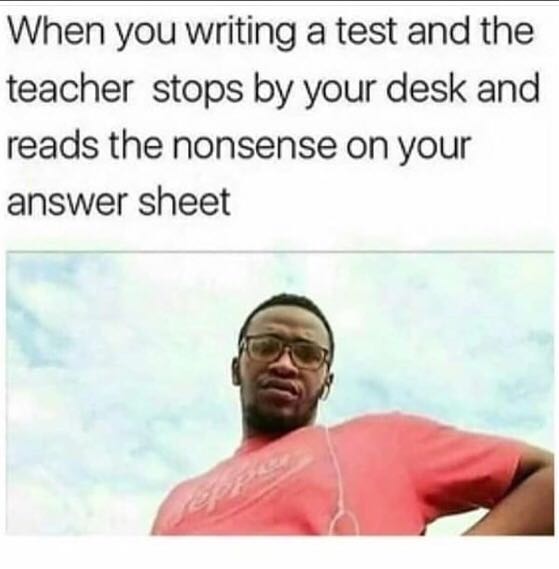 When you writing a test and the
teacher stops by your desk and
reads the nonsense on your
answer sheet